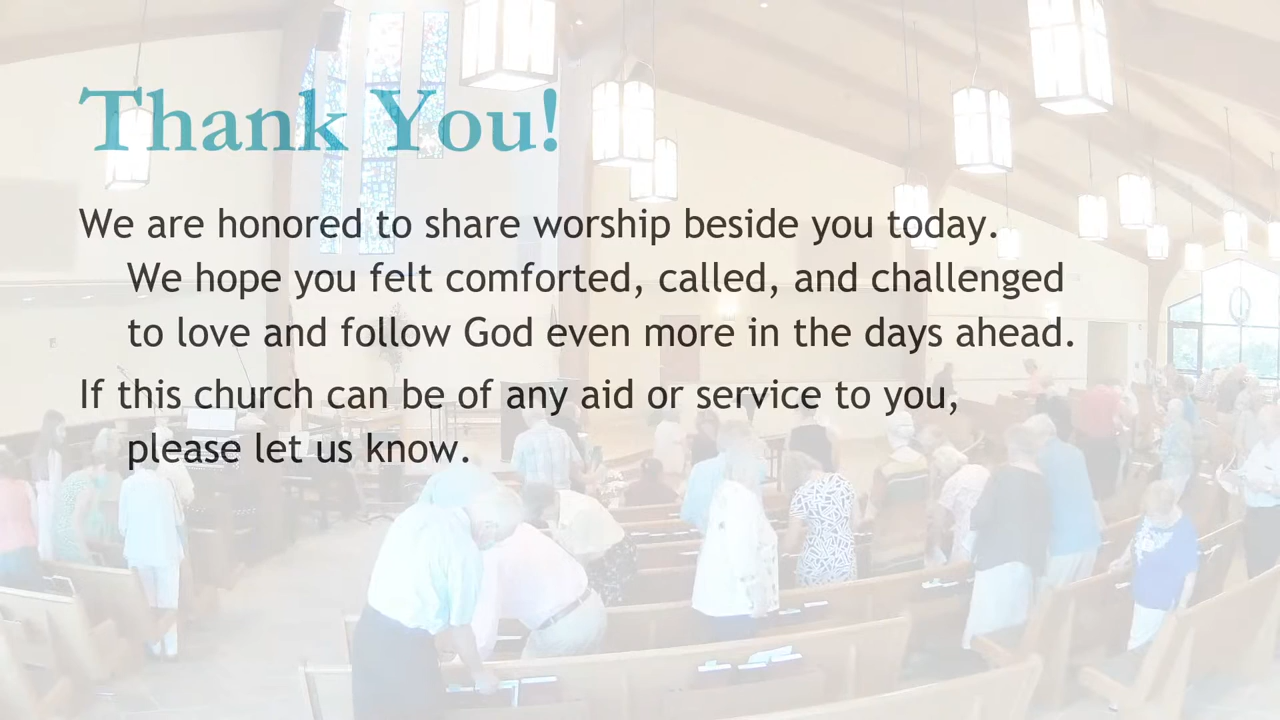 Thank You!
We are honored to share worship beside you today.
We hope you felt comforted, called, and challenged
to love and follow God even more in the days ahead.
If this church can be of any aid or service to you,
please let us know.